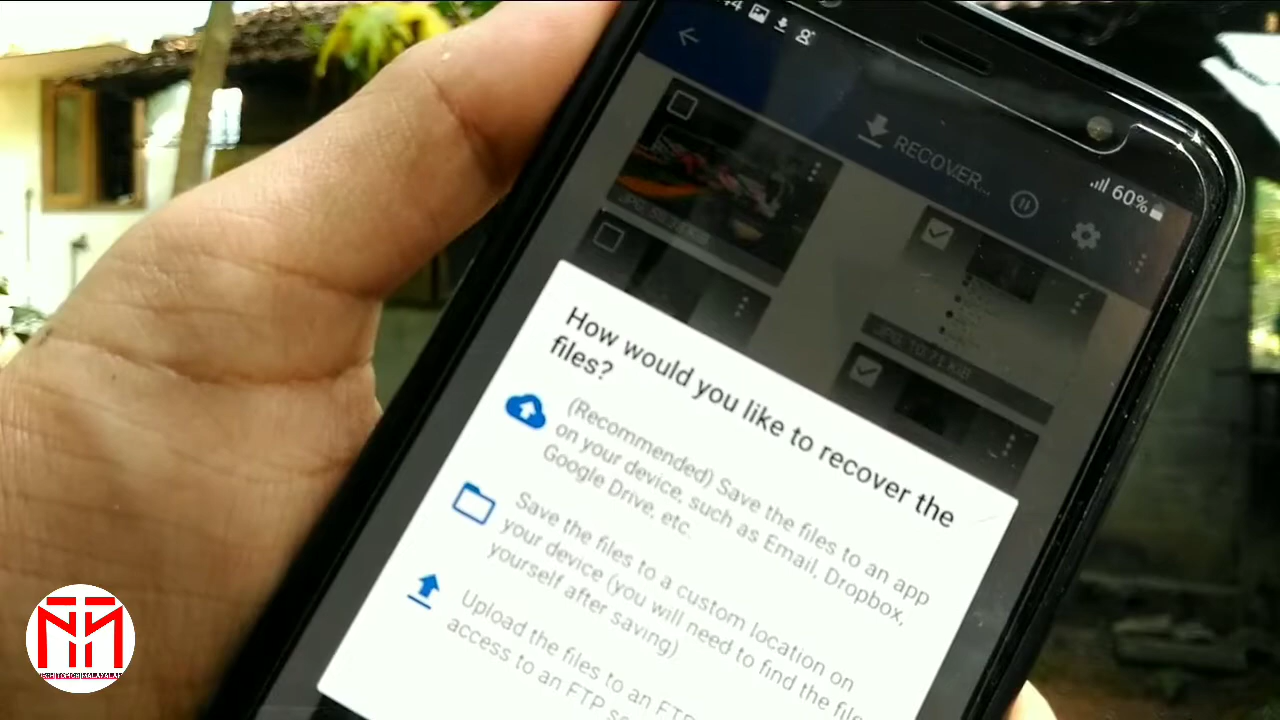 44
60%
RECOVER...
How would you like to recover the
files?
(Recommended) Save the files to an app
on your device, such as Email, Dropbox,
Google Drive, etc.
Save the files to a custom location on
your device (you will need to find the file
yourself after saving)
Upload the files to an FTP
access to an FTP se